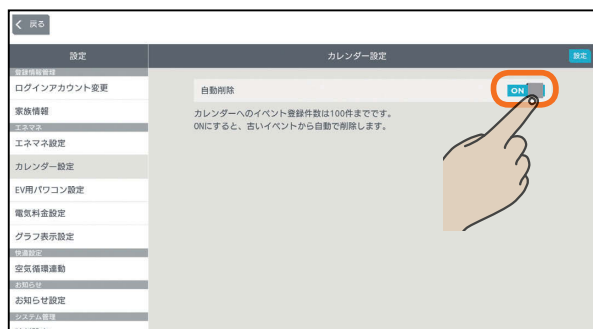 戻る
設定
カレンダー設定
設定
登録情報管理
ログインアカウント変更
家族情報
エネマネ
エネマネ設定
カレンダー設定
EV用パワコン設定
電気料金設定
グラフ表示設定
快適設定
空気循環連動
お知らせ
お知らせ設定
システム管理
自動削除
ON
カレンダーへのイベント登録件数は100件までです。
ONにすると、古いイベントから自動で削除します。